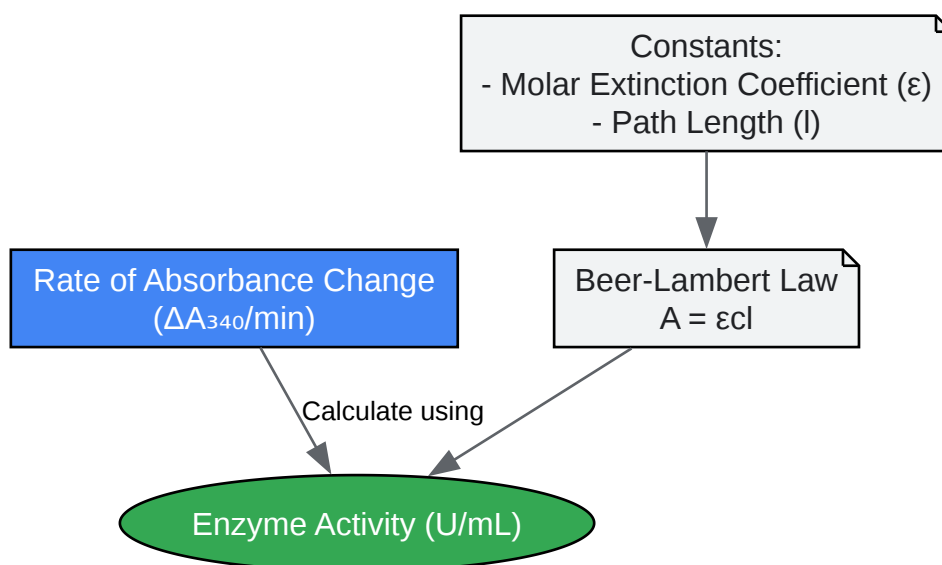 Constants:
- Molar Extinction Coefficient (ε)
- Path Length (l)
Rate of Absorbance Change
(ΔA₃₄₀/min)
Beer-Lambert Law
A = εcl
Calculate using
Enzyme Activity (U/mL)